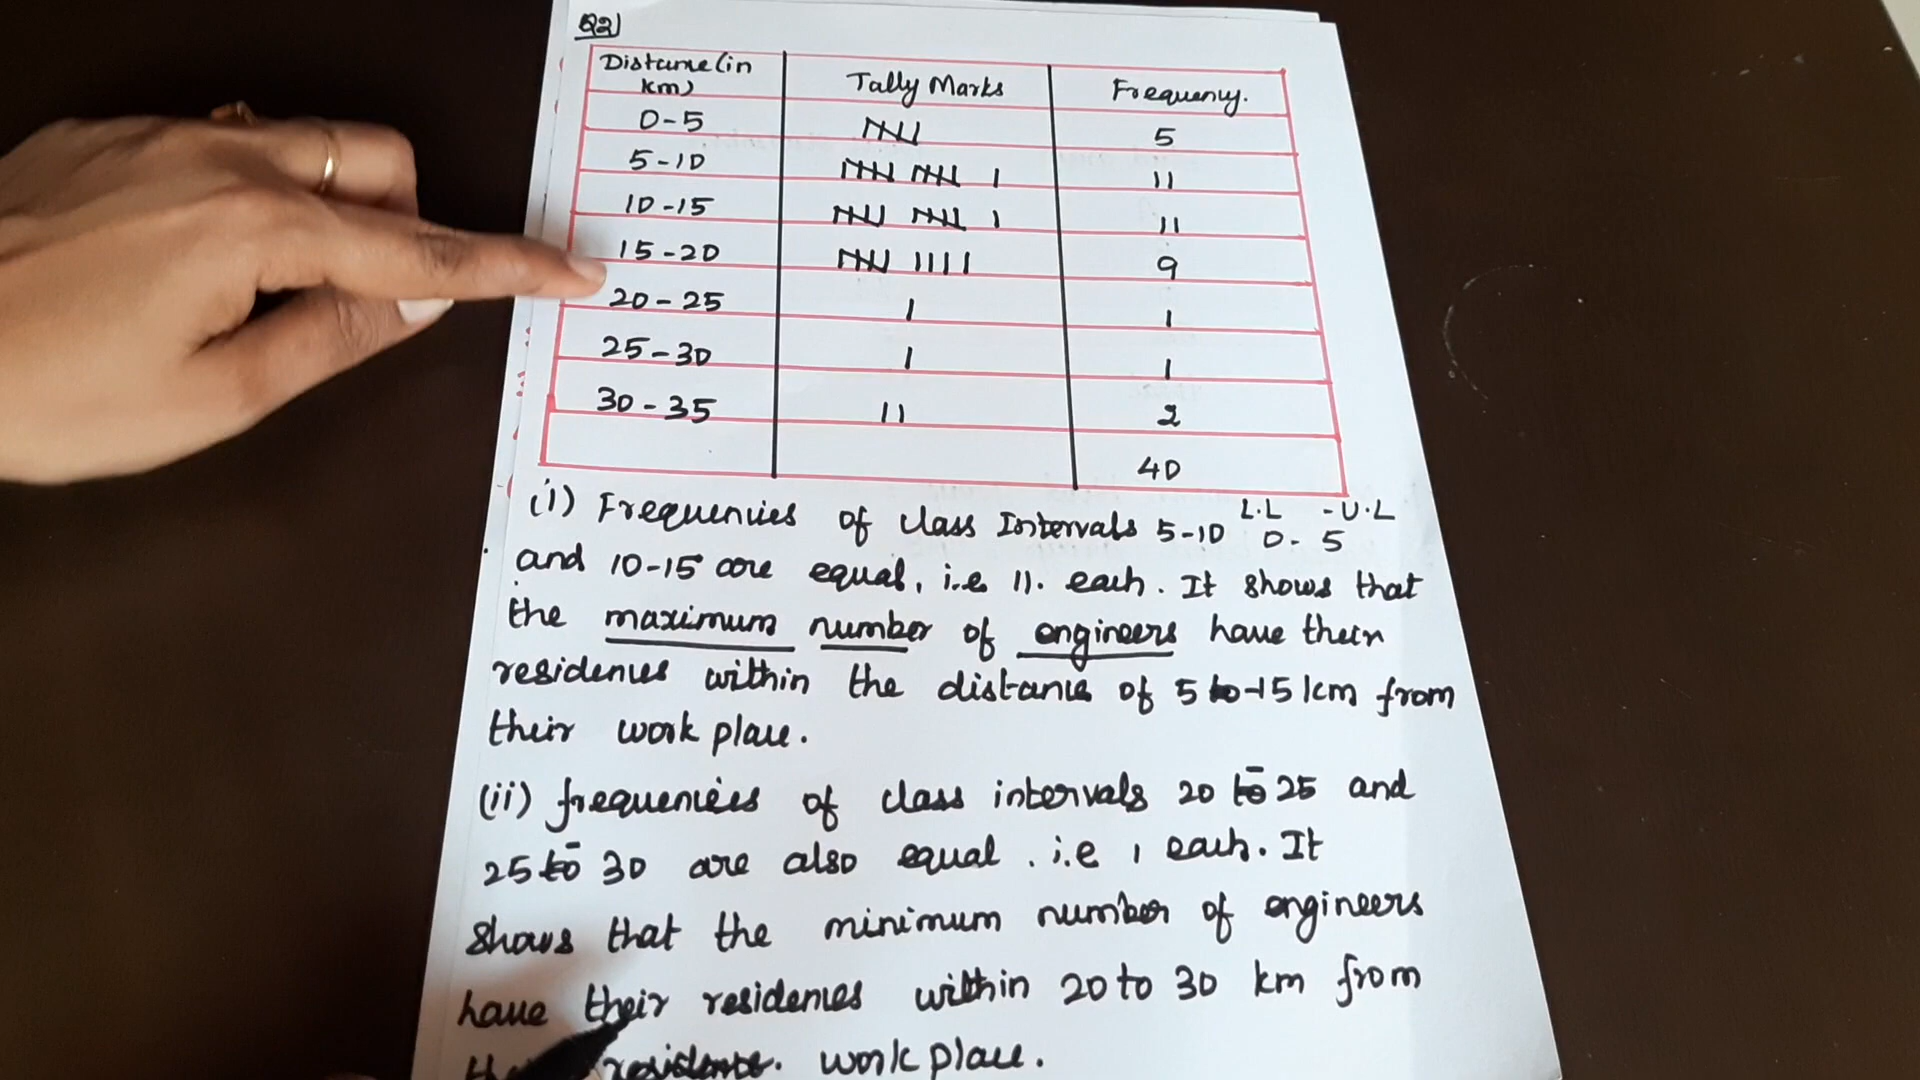 Q2)
Distance (in km) Tally Marks Frequency.
0-5 𝍸 5
5-10 𝍸 𝍸 | 11
10-15 𝍸 𝍸 | 11
15-20 𝍸 |||| 9
20-25 | 1
25-30 | 1
30-35 || 2
40
L.L - U.L
(i) Frequencies of class Intervals 5-10 0- 5
and 10-15 are equal, i.e 11. each. It shows that
the maximum number of engineers have their
residences within the distance of 5 to 15 km from
their work place.
(ii) frequencies of class intervals 20 - 25 and
25 - 30 are also equal. i.e 1 each. It
shows that the minimum number of engineers
have their residences within 20 to 30 km from
work place.